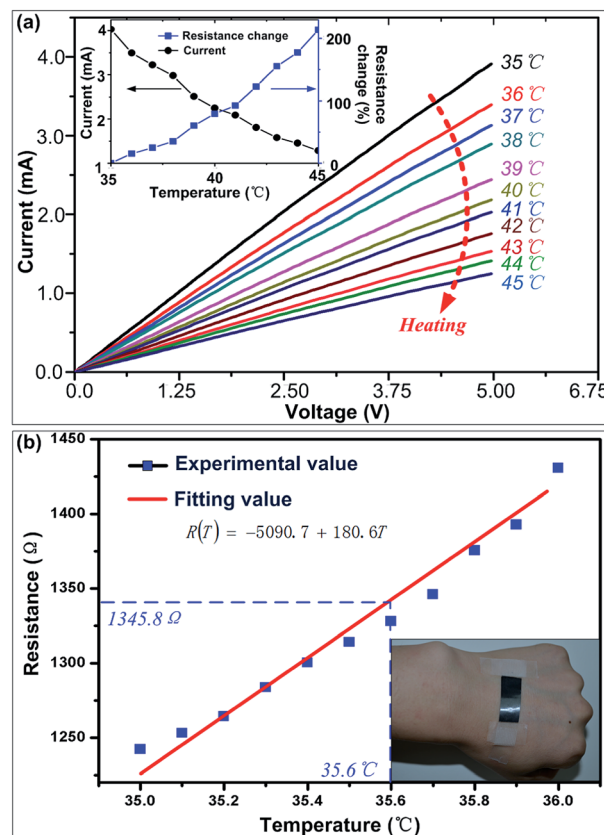 (a)
Current (mA)
4.0
3.0
2.0
1.0
0.0
0.0 1.25 2.50 3.75 5.00 6.75
Voltage (V)
35℃
36℃
37℃
38℃
39℃
40℃
41℃
42℃
43℃
44℃
45℃
Heating
Resistance change
Current
Current (mA)
4
3
2
1
35 40 45
Temperature (℃)
200
100
0
Resistance
change (%)
(b)
Resistance (Ω)
1450
1400
1350
1300
1250
Experimental value
Fitting value
R(T) = -5090.7 + 180.6T
1345.8 Ω
35.6℃
35.0 35.2 35.4 35.6 35.8 36.0
Temperature (℃)